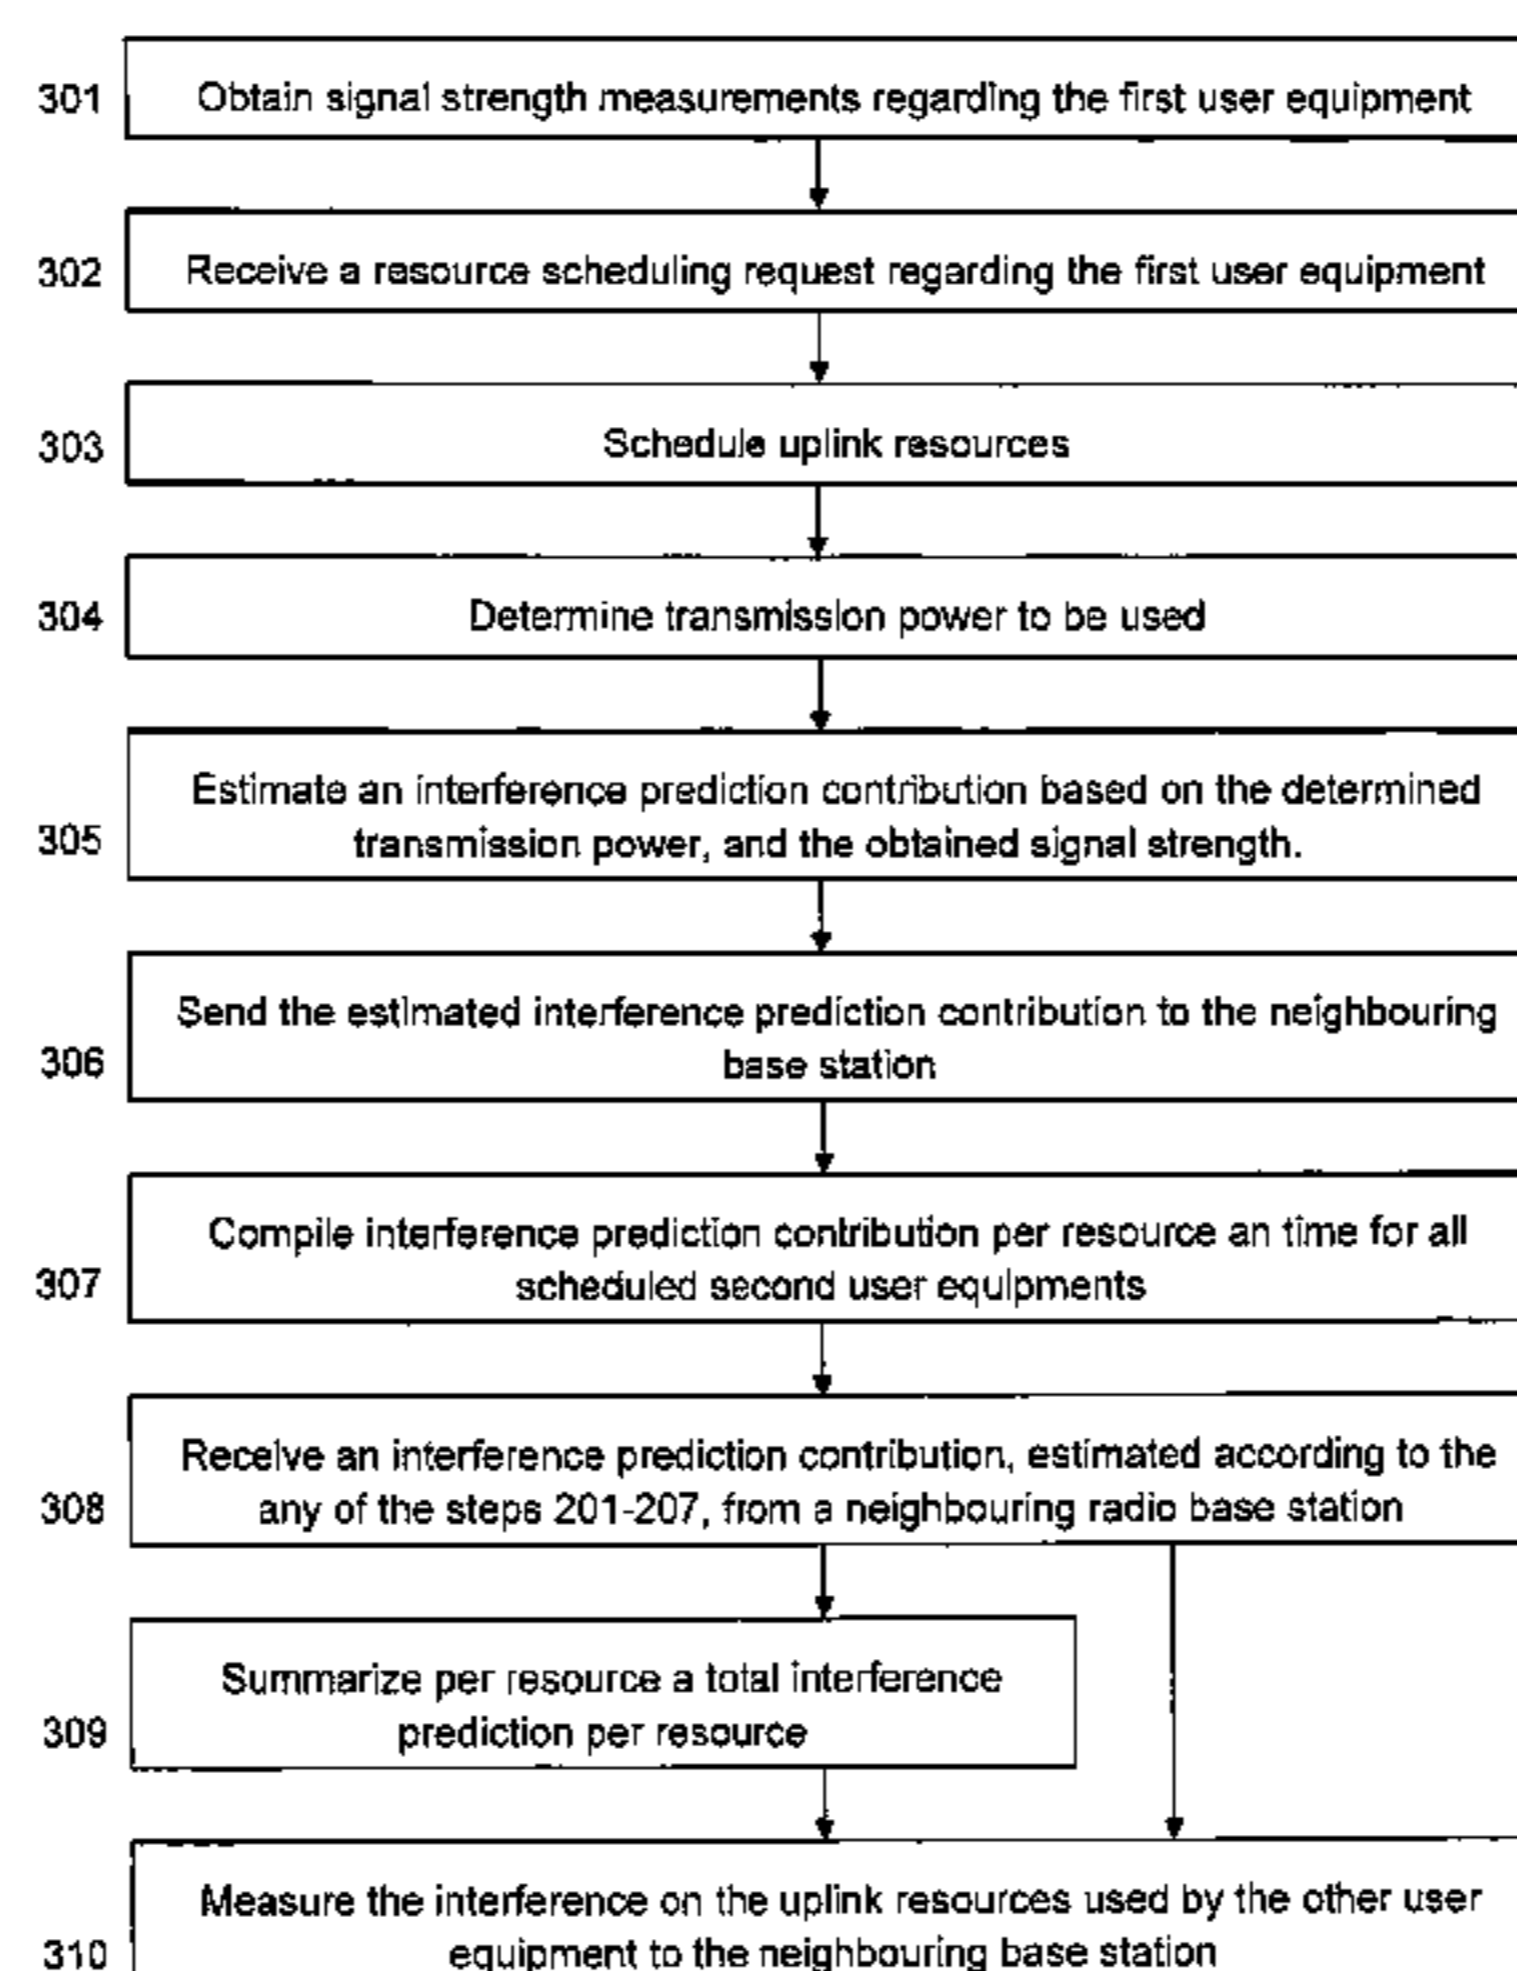 301 Obtain signal strength measurements regarding the first user equipment
302 Receive a resource scheduling request regarding the first user equipment
303 Schedule uplink resources
304 Determine transmission power to be used
Estimate an interference prediction contribution based on the determined
305 transmission power, and the obtained signal strength.
Send the estimated interference prediction contribution to the neighbouring
306 base station
Compile interference prediction contribution per resource an time for all
307 scheduled second user equipments
Receive an interference prediction contribution, estimated according to the
308 any of the steps 201-207, from a neighbouring radio base station
Summarize per resource a total interference
309 prediction per resource
Measure the interference on the uplink resources used by the other user
310 equipment to the neighbouring base station